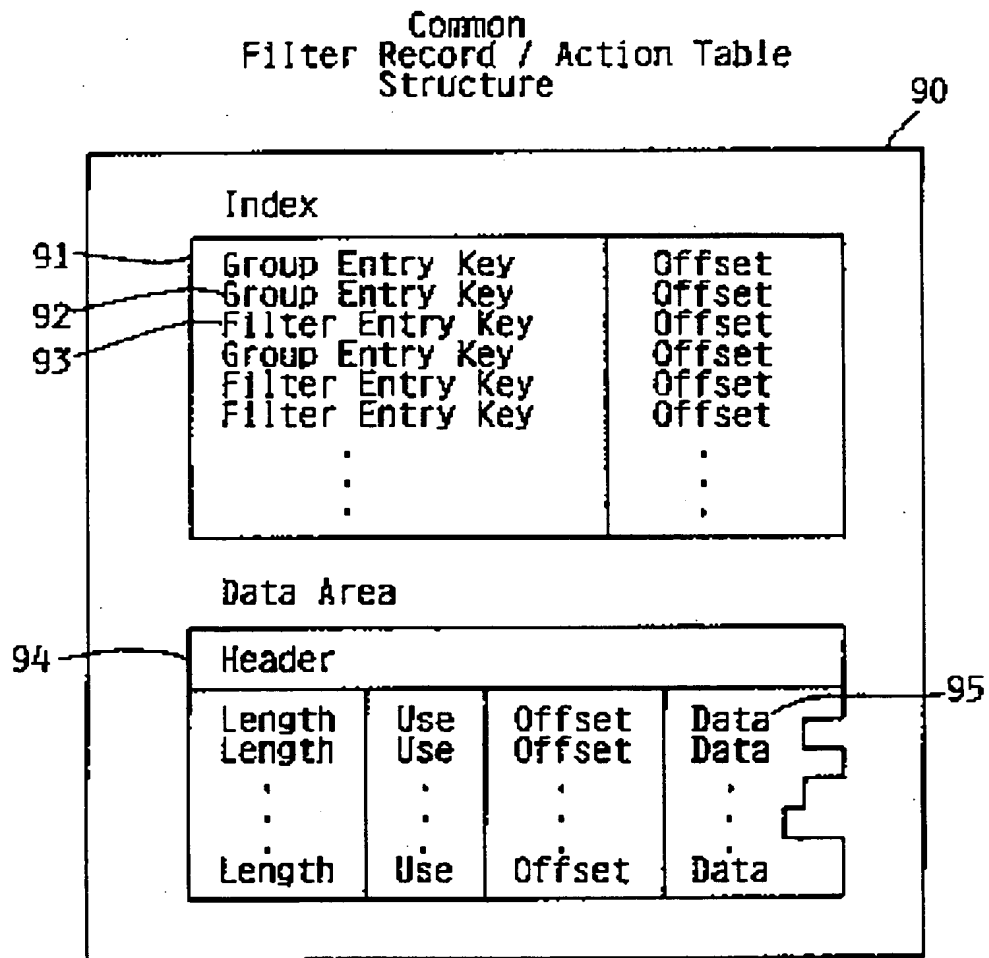 Common
Filter Record / Action Table
Structure
90
Index
91
Group Entry Key Offset
92
Group Entry Key Offset
93
Filter Entry Key Offset
Group Entry Key Offset
Filter Entry Key Offset
Filter Entry Key Offset
Data Area
94
Header
95
Length Use Offset Data
Length Use Offset Data
Length Use Offset Data